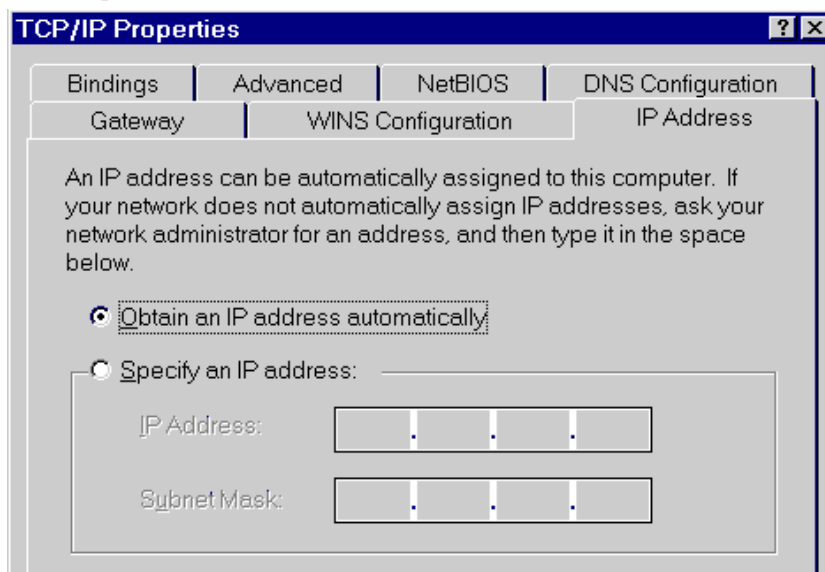 TCP/IP Properties
Bindings Advanced NetBIOS DNS Configuration
Gateway WINS Configuration IP Address
An IP address can be automatically assigned to this computer. If
your network does not automatically assign IP addresses, ask your
network administrator for an address, and then type it in the space
below.
Obtain an IP address automatically
Specify an IP address:
IP Address:
. . .
Subnet Mask:
. . .